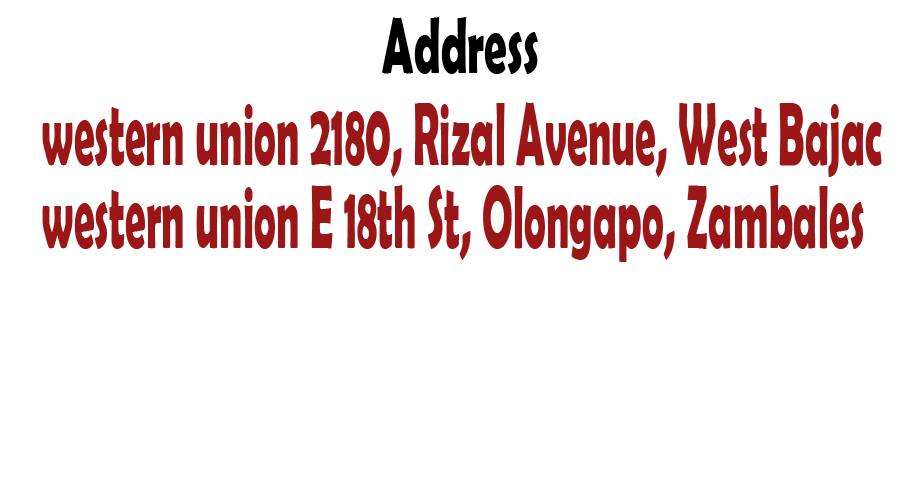 Address
western union 2180, Rizal Avenue, West Bajac
western union E 18th St, Olongapo, Zambales